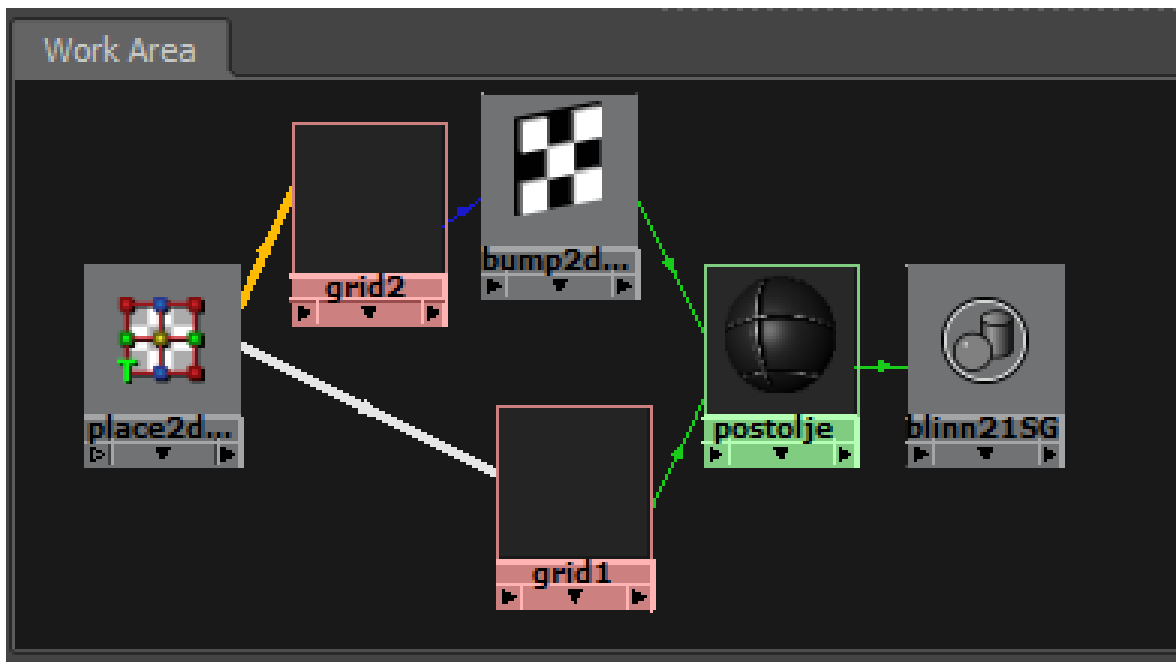 Work Area
bump2d...
grid2
place2d...
postolje
blinn21SG
grid1